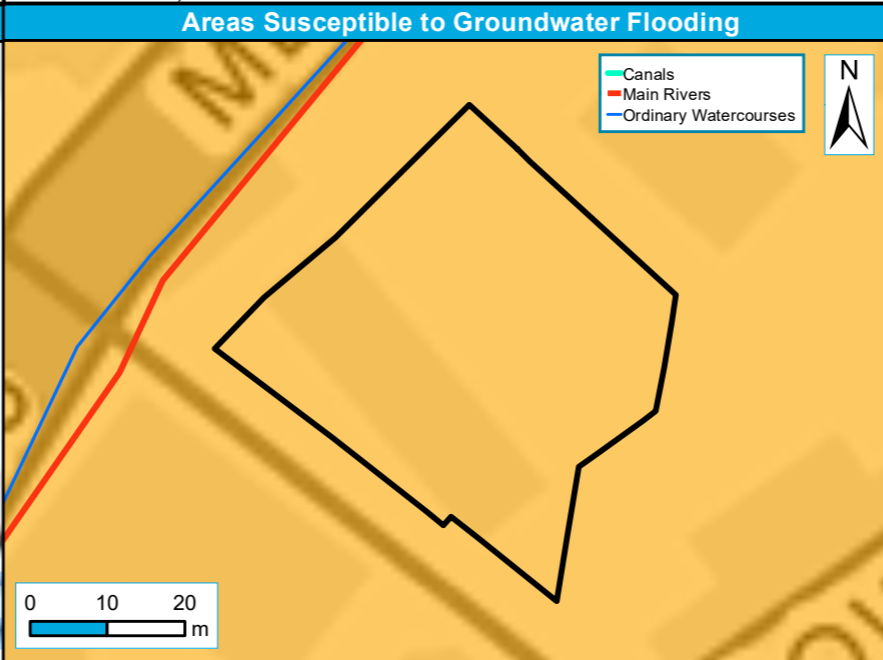 Areas Susceptible to Groundwater Flooding
Canals
Main Rivers
Ordinary Watercourses
N
0 10 20
m